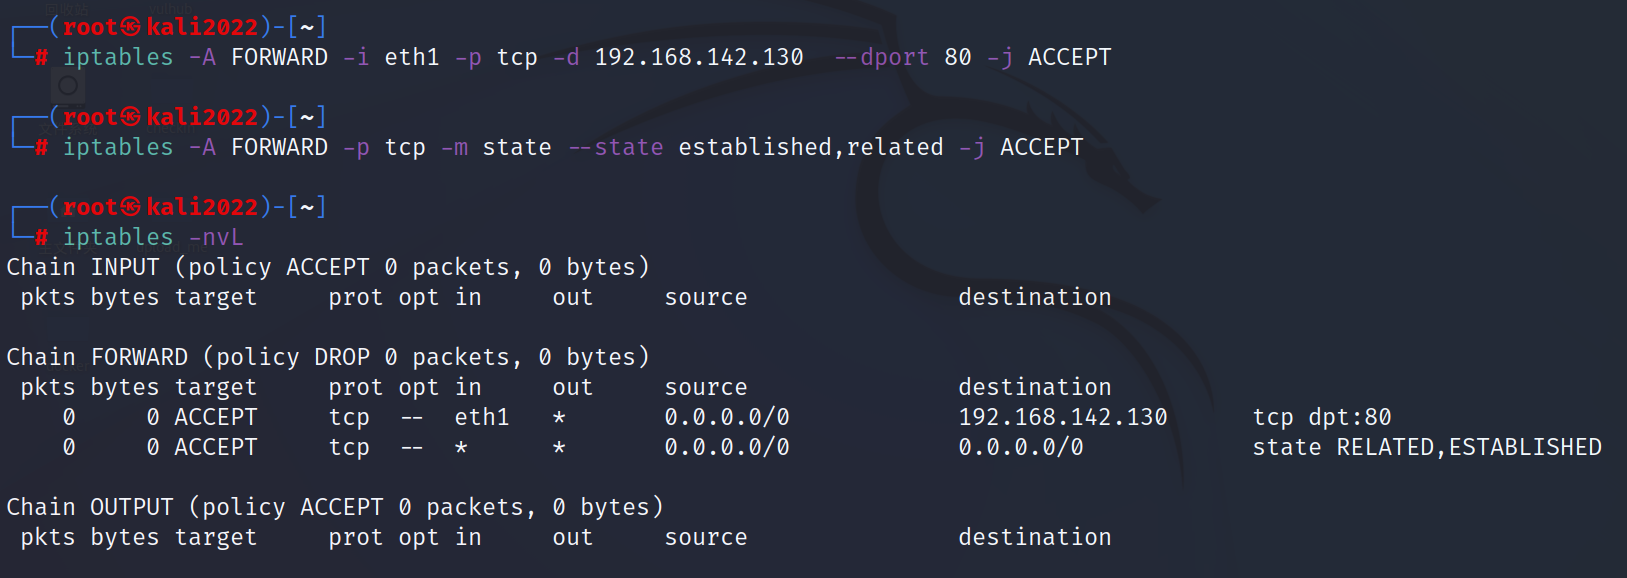 ┌──(root㉿kali2022)-[~]
└─# iptables -A FORWARD -i eth1 -p tcp -d 192.168.142.130  --dport 80 -j ACCEPT
┌──(root㉿kali2022)-[~]
└─# iptables -A FORWARD -p tcp -m state --state established,related -j ACCEPT
┌──(root㉿kali2022)-[~]
└─# iptables -nvL
Chain INPUT (policy ACCEPT 0 packets, 0 bytes)
 pkts bytes target     prot opt in     out     source               destination
Chain FORWARD (policy DROP 0 packets, 0 bytes)
 pkts bytes target     prot opt in     out     source               destination
    0     0 ACCEPT     tcp  --  eth1   *       0.0.0.0/0            192.168.142.130      tcp dpt:80
    0     0 ACCEPT     tcp  --  *      *       0.0.0.0/0            0.0.0.0/0            state RELATED,ESTABLISHED
Chain OUTPUT (policy ACCEPT 0 packets, 0 bytes)
 pkts bytes target     prot opt in     out     source               destination